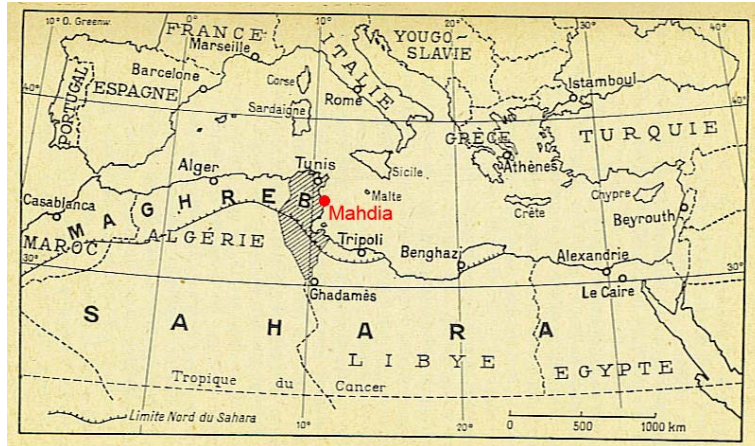 10° O. Greenw.
0°
10°
20°
30°
40°
FRANCE
Marseille
ITALIE
YOUGO-
SLAVIE
Barcelone
Corse
Istamboul
40°
40°
PORTUGAL
ESPAGNE
Rome
Sardaigne
GRÈCE
TURQUIE
Alger
Tunis
Sicile
Athènes
Casablanca
Malte
Chypre
MAGHREB
Mahdia
Crête
Beyrouth
MAROC
ALGÉRIE
Tripoli
Benghazi
Alexandrie
30°
30°
Ghadamès
Le Caire
SAHARA
LIBYE
EGYPTE
Tropique du Cancer
Limite Nord du Sahara
10°
20°
0
500
1000 km